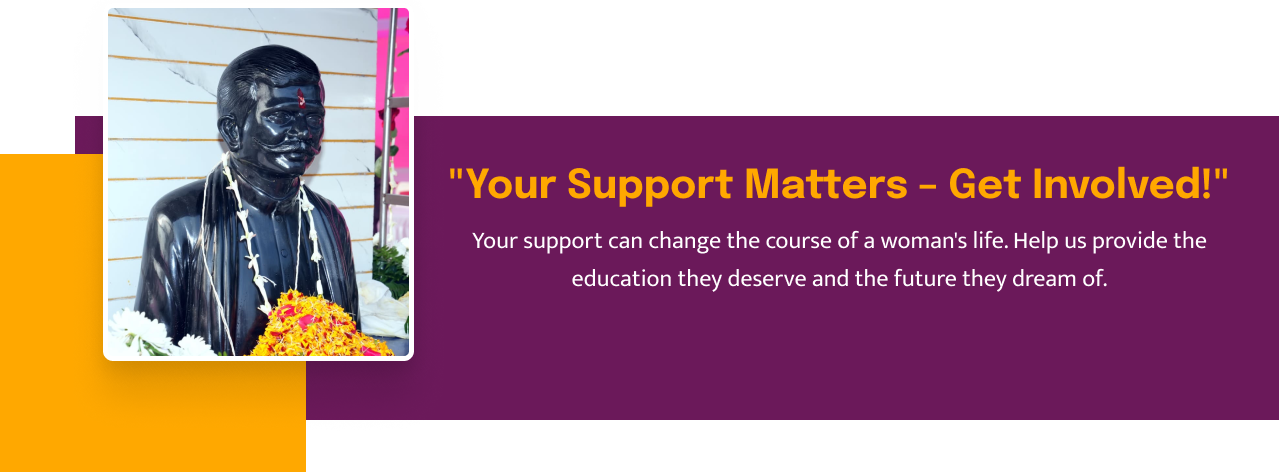 "Your Support Matters – Get Involved!"
Your support can change the course of a woman's life. Help us provide the
education they deserve and the future they dream of.